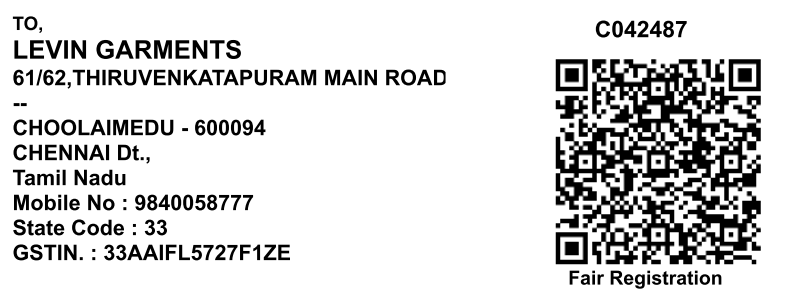 TO,
LEVIN GARMENTS
61/62,THIRUVENKATAPURAM MAIN ROAD
--
CHOOLAIMEDU - 600094
CHENNAI Dt.,
Tamil Nadu
Mobile No : 9840058777
State Code : 33
GSTIN. : 33AAIFL5727F1ZE
C042487
Fair Registration